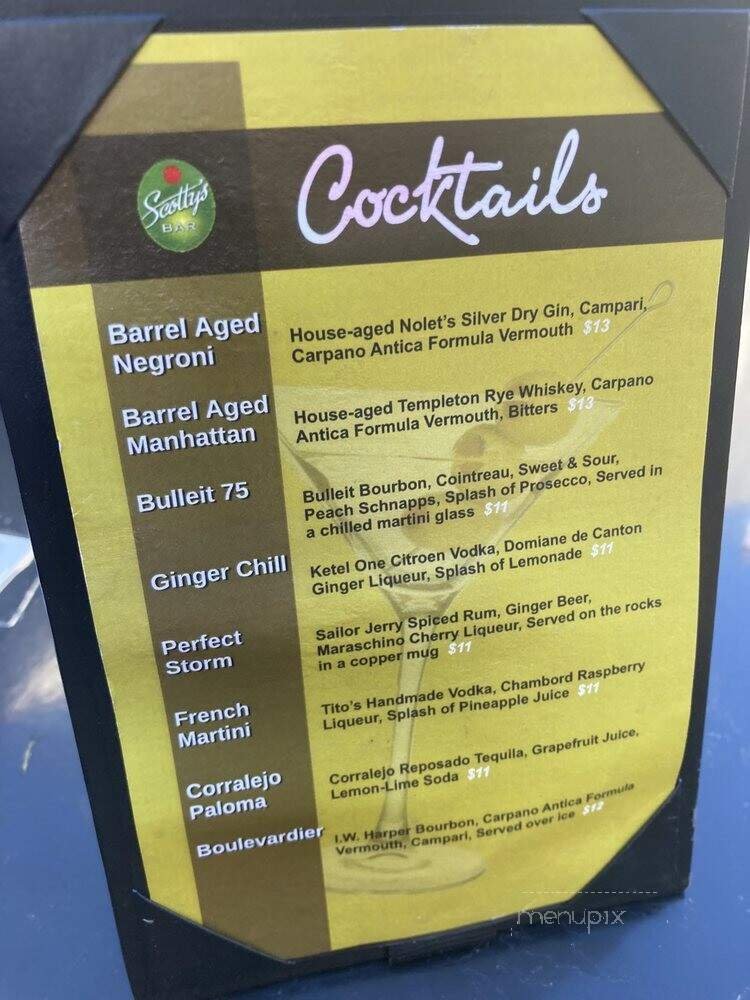 Scotty's
BAR
Cocktails
Barrel Aged
Negroni
House-aged Nolet's Silver Dry Gin, Campari,
Carpano Antica Formula Vermouth $13
Barrel Aged
Manhattan
House-aged Templeton Rye Whiskey, Carpano
Antica Formula Vermouth, Bitters $13
Bulleit 75
Bulleit Bourbon, Cointreau, Sweet & Sour,
Peach Schnapps, Splash of Prosecco, Served in
a chilled martini glass $11
Ginger Chill
Ketel One Citroen Vodka, Domiane de Canton
Ginger Liqueur, Splash of Lemonade $11
Perfect
Storm
Sailor Jerry Spiced Rum, Ginger Beer,
Maraschino Cherry Liqueur, Served on the rocks
in a copper mug $11
French
Martini
Tito's Handmade Vodka, Chambord Raspberry
Liqueur, Splash of Pineapple Juice $11
Corralejo
Paloma
Corralejo Reposado Tequila, Grapefruit Juice,
Lemon-Lime Soda $11
Boulevardier
I.W. Harper Bourbon, Carpano Antica Formula
Vermouth, Campari, Served over ice $12
menupix